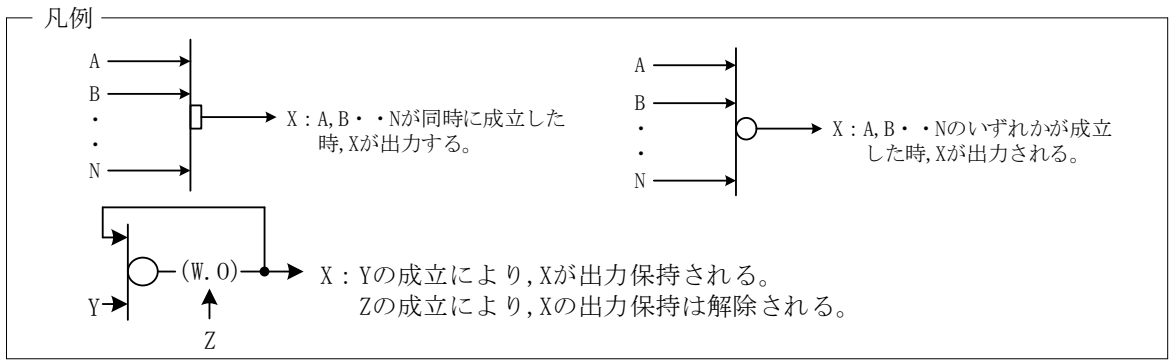 凡例
A
B
・
・
N
X：A,B・・Nが同時に成立した
時,Xが出力する。
A
B
・
・
N
X：A,B・・Nのいずれかが成立
した時,Xが出力される。
Y
(W.O)
Z
X：Yの成立により,Xが出力保持される。
Zの成立により,Xの出力保持は解除される。